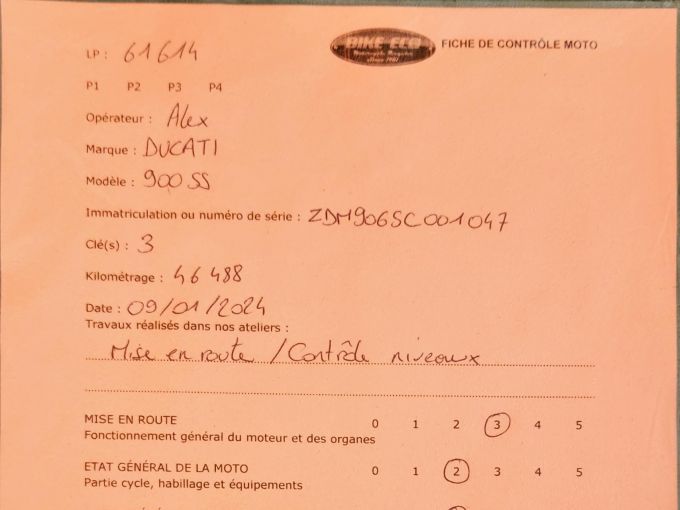 LP : 61614
BIKE ECO
FICHE DE CONTRÔLE MOTO
P1 P2 P3 P4
Opérateur : Alex
Marque : DUCATI
Modèle : 900 SS
Immatriculation ou numéro de série : ZDM906SC001047
Clé(s) : 3
Kilométrage : 46 488
Date : 09/01/2024
Travaux réalisés dans nos ateliers :
Mise en route / Contrôle niveaux
MISE EN ROUTE 0 1 2 3 4 5
Fonctionnement général du moteur et des organes
ETAT GÉNÉRAL DE LA MOTO 0 1 2 3 4 5
Partie cycle, habillage et équipements